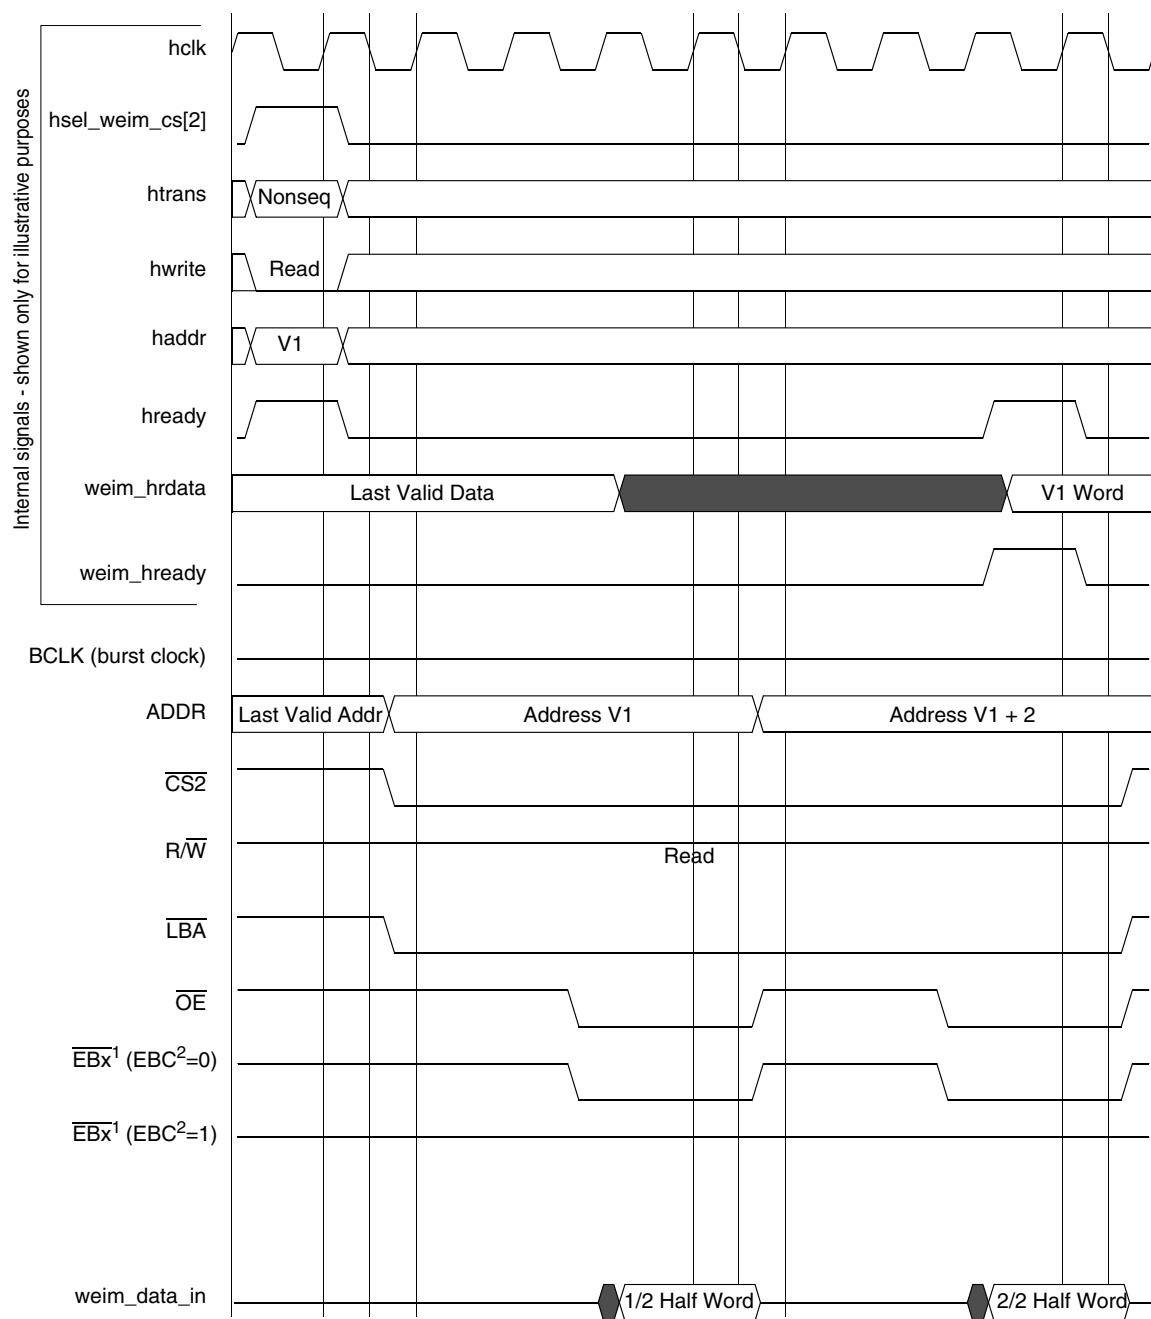 Internal signals - shown only for illustrative purposes
hclk
hsel_weim_cs[2]
htrans Nonseq
hwrite Read
haddr V1
hready
weim_hrdata Last Valid Data V1 Word
weim_hready
BCLK (burst clock)
ADDR Last Valid Addr Address V1 Address V1 + 2
CS2
R/W
Read
LBA
OE
EBx¹ (EBC²=0)
EBx¹ (EBC²=1)
weim_data_in 1/2 Half Word 2/2 Half Word